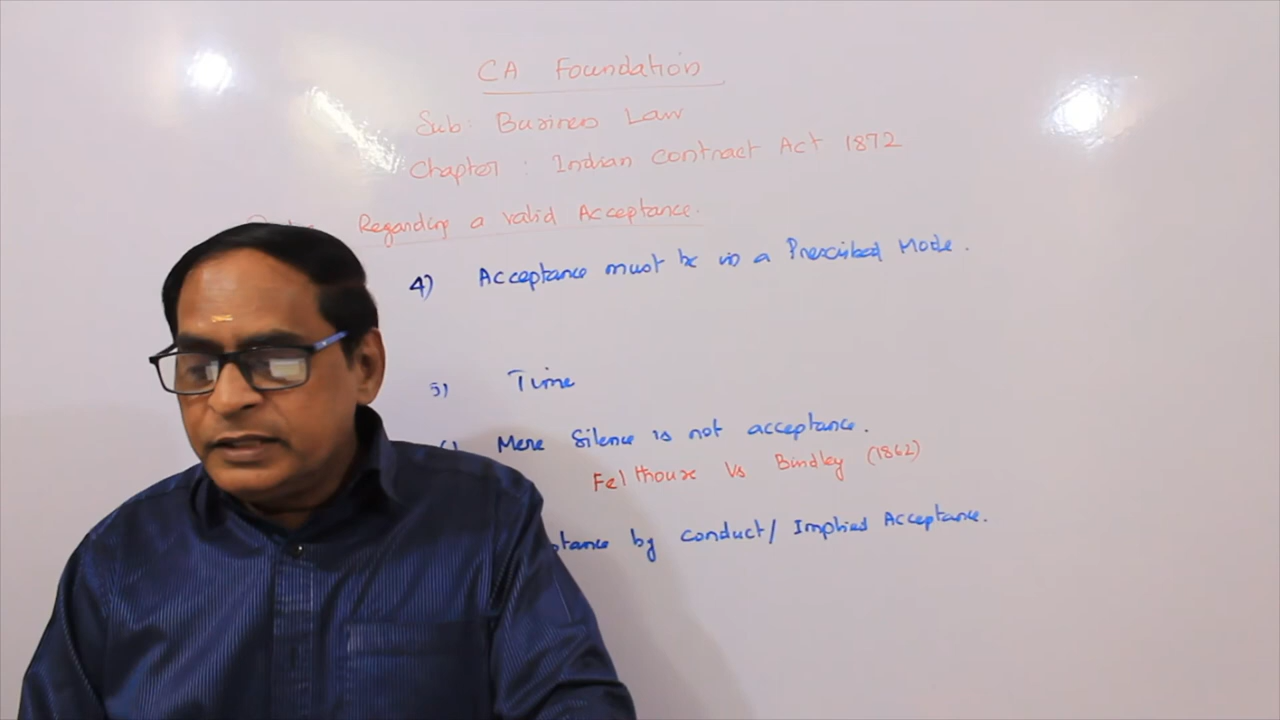 CA Foundation
Sub: Business Law
Chapter: Indian Contract Act 1872
Regarding a valid Acceptance.
4) Acceptance must be in a Prescribed Mode.
5) Time
Mere Silence is not acceptance.
Felthouse Vs Bindley (1862)
ptance by conduct/ Implied Acceptance.